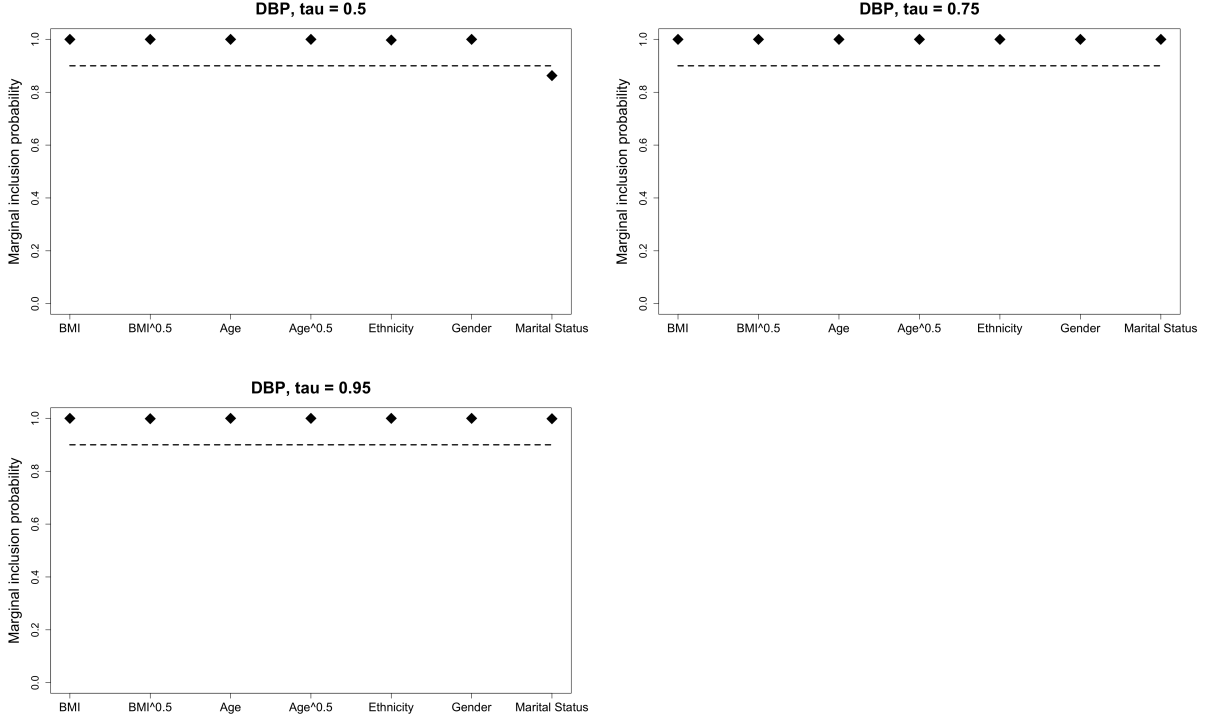 DBP, tau = 0.5
Marginal inclusion probability
1.0
0.8
0.6
0.4
0.2
0.0
BMI BMI^0.5 Age Age^0.5 Ethnicity Gender Marital Status
DBP, tau = 0.75
Marginal inclusion probability
1.0
0.8
0.6
0.4
0.2
0.0
BMI BMI^0.5 Age Age^0.5 Ethnicity Gender Marital Status
DBP, tau = 0.95
Marginal inclusion probability
1.0
0.8
0.6
0.4
0.2
0.0
BMI BMI^0.5 Age Age^0.5 Ethnicity Gender Marital Status